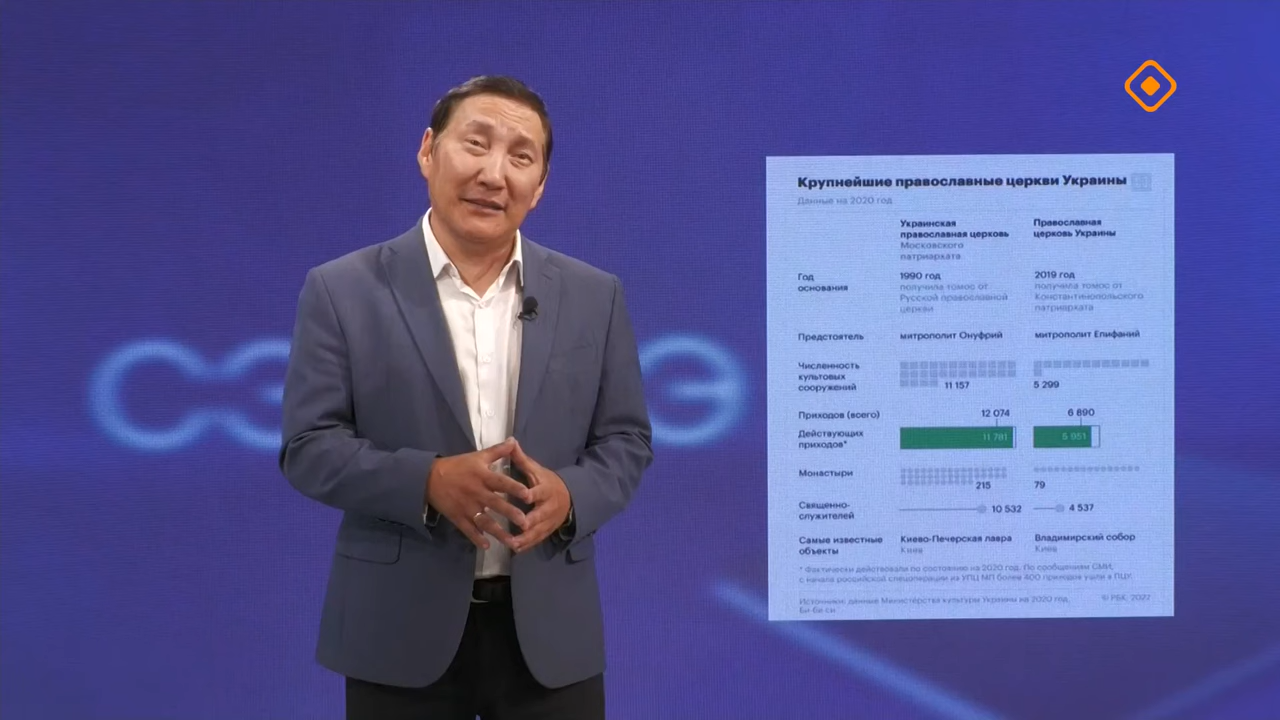 Крупнейшие православные церкви Украины
Данные на 2020 год
Украинская
православная церковь
Московского
патриархата
Православная
церковь Украины
Год
основания
1990 год
получила томос от
Русской православной
церкви
2019 год
получила томос от
Константинопольского
патриархата
Предстоятель
митрополит Онуфрий
митрополит Епифаний
Численность
культовых
сооружений
11 157
5 299
Приходов (всего)
12 074
6 890
Действующих
приходов*
11 781
5 951
Монастыри
215
79
Священно-
служителей
10 532
4 537
Самые известные
объекты
Киево-Печерская лавра
Киев
Владимирский собор
Киев
* Фактически действовали по состоянию на 2020 год. По сообщениям СМИ,
с начала российской спецоперации из УПЦ МП более 400 приходов ушли в ПЦУ.
Источники: данные Министерства культуры Украины на 2020 год,
Би-би-си
© РБК, 2022